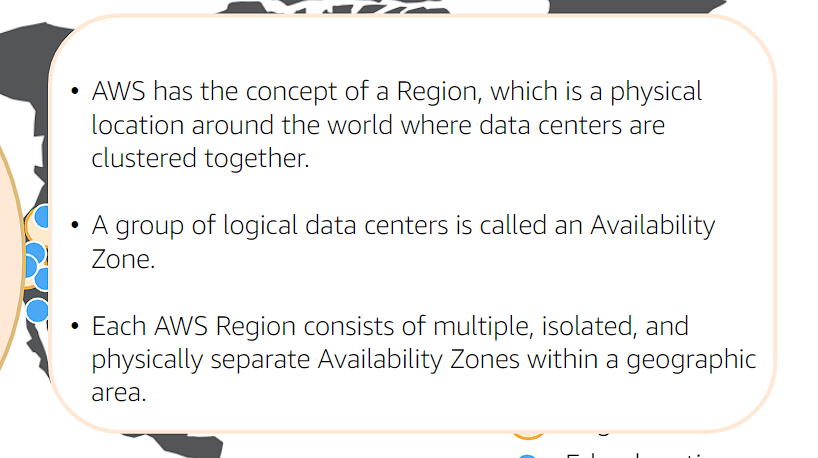 • AWS has the concept of a Region, which is a physical
location around the world where data centers are
clustered together.
• A group of logical data centers is called an Availability
Zone.
• Each AWS Region consists of multiple, isolated, and
physically separate Availability Zones within a geographic
area.